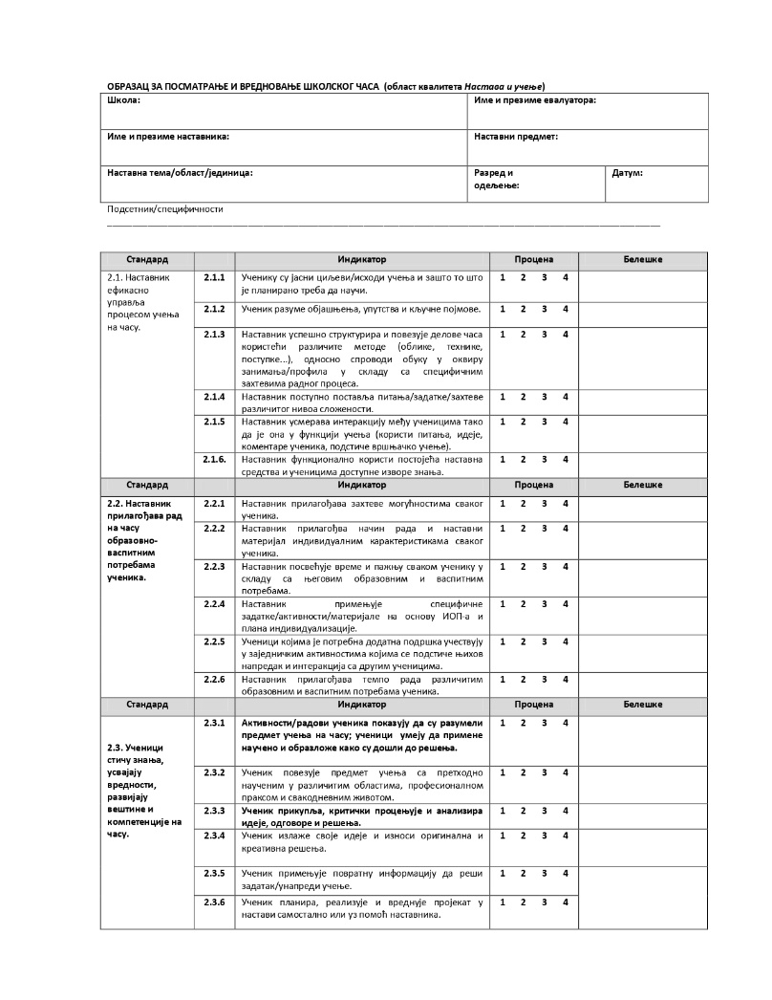 ОБРАЗАЦ ЗА ПОСМАТРАЊЕ И ВРЕДНОВАЊЕ ШКОЛСКОГ ЧАСА (област квалитета Настава и учење)
Школа:
Име и презиме евалуатора:
Име и презиме наставника:
Наставни предмет:
Наставна тема/област/јединица:
Разред и
одељење:
Датум:
Подсетник/специфичности
Стандард Индикатор Процена Белешке
2.1. Наставник
ефикасно
управља
процесом учења
на часу.
2.1.1 Ученику су јасни циљеви/исходи учења и зашто то што 1 2 3 4
је планирано треба да научи.
2.1.2 Ученик разуме објашњења, упутства и кључне појмове. 1 2 3 4
2.1.3 Наставник успешно структурира и повезује делове часа 1 2 3 4
користећи различите методе (облике, технике,
поступке...), односно спроводи обуку у оквиру
занимања/профила у складу са специфичним
захтевима радног процеса.
2.1.4 Наставник поступно поставља питања/задатке/захтеве 1 2 3 4
различитог нивоа сложености.
2.1.5 Наставник усмерава интеракцију међу ученицима тако 1 2 3 4
да је она у функцији учења (користи питања, идеје,
коментаре ученика, подстиче вршњачко учење).
2.1.6. Наставник функционално користи постојећа наставна 1 2 3 4
средства и ученицима доступне изворе знања.
Стандард Индикатор Процена Белешке
2.2. Наставник
прилагођава рад
на часу
образовно-
васпитним
потребама
ученика.
2.2.1 Наставник прилагођава захтеве могућностима сваког 1 2 3 4
ученика.
2.2.2 Наставник прилагођва начин рада и наставни 1 2 3 4
материјал индивидуалним карактеристикама сваког
ученика.
2.2.3 Наставник посвећује време и пажњу сваком ученику у 1 2 3 4
складу са његовим образовним и васпитним
потребама.
2.2.4 Наставник примењује специфичне 1 2 3 4
задатке/активности/материјале на основу ИОП-а и
плана индивидуализације.
2.2.5 Ученици којима је потребна додатна подршка учествују 1 2 3 4
у заједничким активностима којима се подстиче њихов
напредак и интеракција са другим ученицима.
2.2.6 Наставник прилагођава темпо рада различитим 1 2 3 4
образовним и васпитним потребама ученика.
Стандард Индикатор Процена Белешке
2.3. Ученици
стичу знања,
усвајају
вредности,
развијају
вештине и
компетенције на
часу.
2.3.1 Активности/радови ученика показују да су разумели 1 2 3 4
предмет учења на часу; ученици умеју да примене
научено и образложе како су дошли до решења.
2.3.2 Ученик повезује предмет учења са претходно 1 2 3 4
наученим у различитим областима, професионалном
праксом и свакодневним животом.
2.3.3 Ученик прикупља, критички процењује и анализира 1 2 3 4
идеје, одговоре и решења.
2.3.4 Ученик излаже своје идеје и износи оригинална и 1 2 3 4
креативна решења.
2.3.5 Ученик примењује повратну информацију да реши 1 2 3 4
задатак/унапреди учење.
2.3.6 Ученик планира, реализује и вреднује пројекат у 1 2 3 4
настави самостално или уз помоћ наставника.